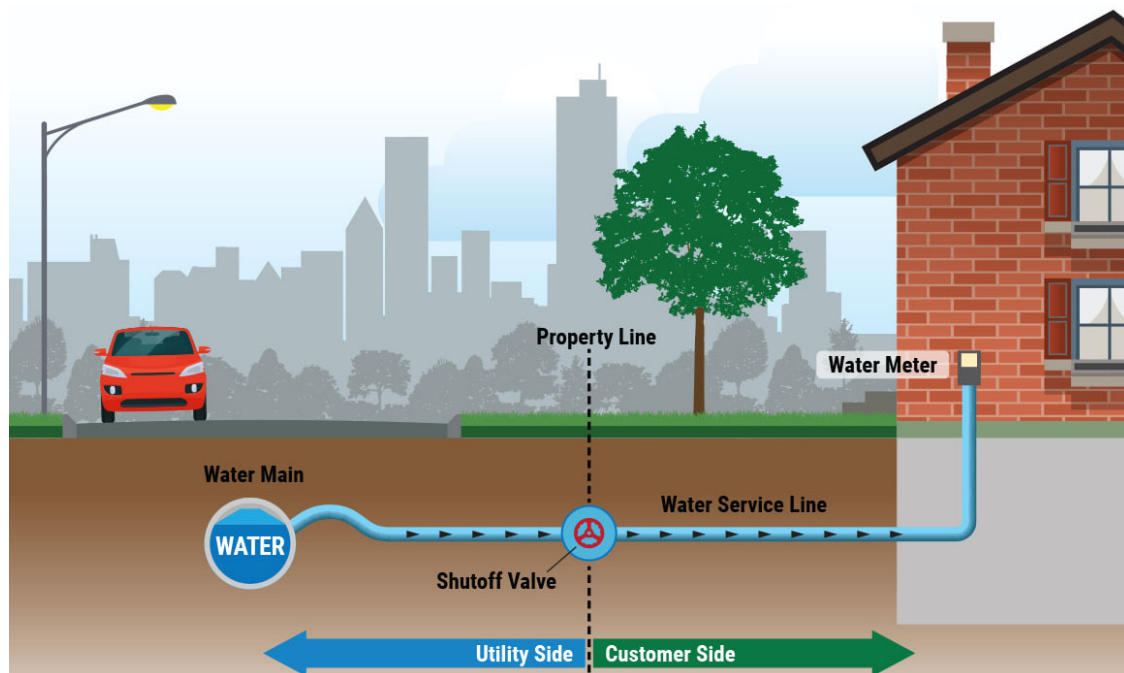 Property Line
Water Meter
Water Main
Water Service Line
WATER
Shutoff Valve
Utility Side
Customer Side